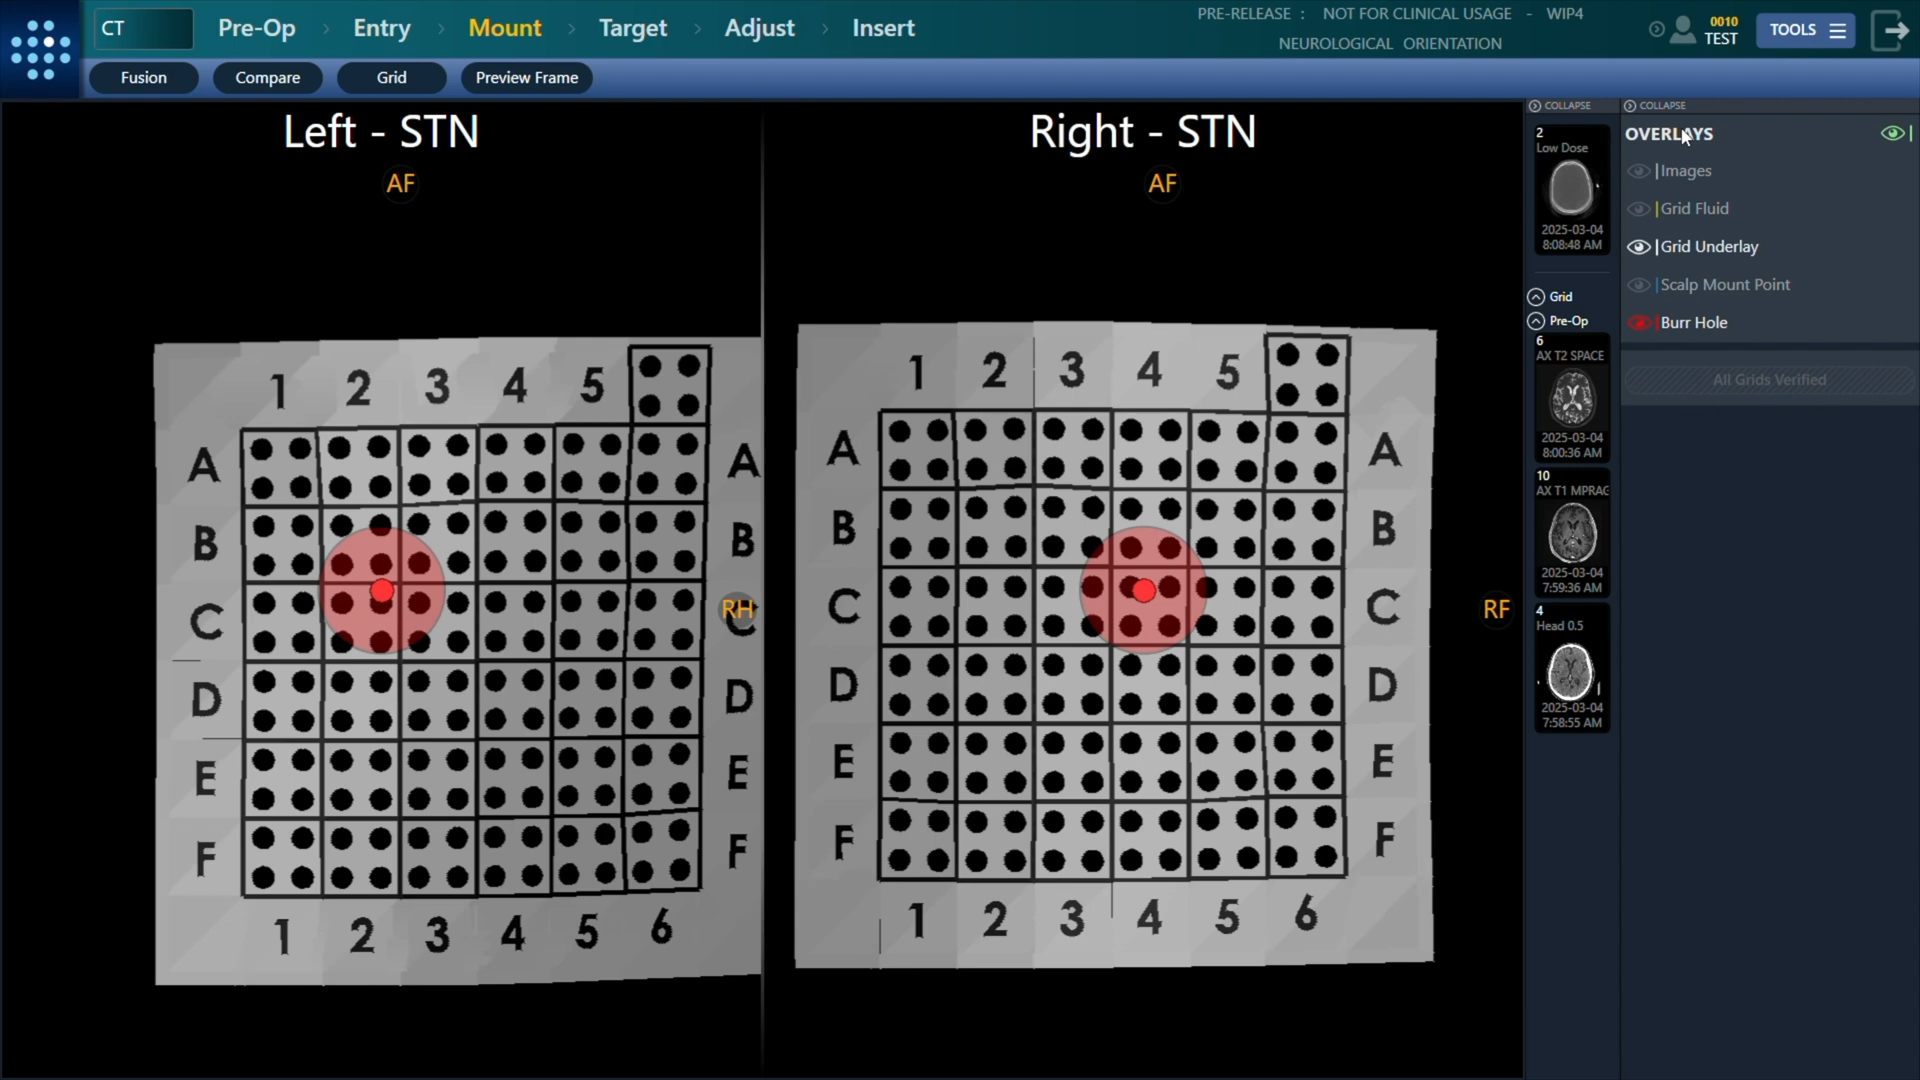 CT
Pre-Op
Entry
Mount
Target
Adjust
Insert
PRE-RELEASE : NOT FOR CLINICAL USAGE - WIP4
NEUROLOGICAL ORIENTATION
0010
TEST
TOOLS
Fusion
Compare
Grid
Preview Frame
Left - STN
AF
1 2 3 4 5
A A
B B
C RH C
D D
E E
F F
1 2 3 4 5 6
Right - STN
AF
1 2 3 4 5
A A
B B
C C RF
D D
E E
F F
1 2 3 4 5 6
COLLAPSE
2
Low Dose
2025-03-04
8:08:48 AM
Grid
Pre-Op
6
AX T2 SPACE
2025-03-04
8:00:36 AM
10
AX T1 MPRAG
2025-03-04
7:59:36 AM
4
Head 0.5
2025-03-04
7:58:55 AM
COLLAPSE
OVERLAYS
Images
Grid Fluid
Grid Underlay
Scalp Mount Point
Burr Hole
All Grids Verified